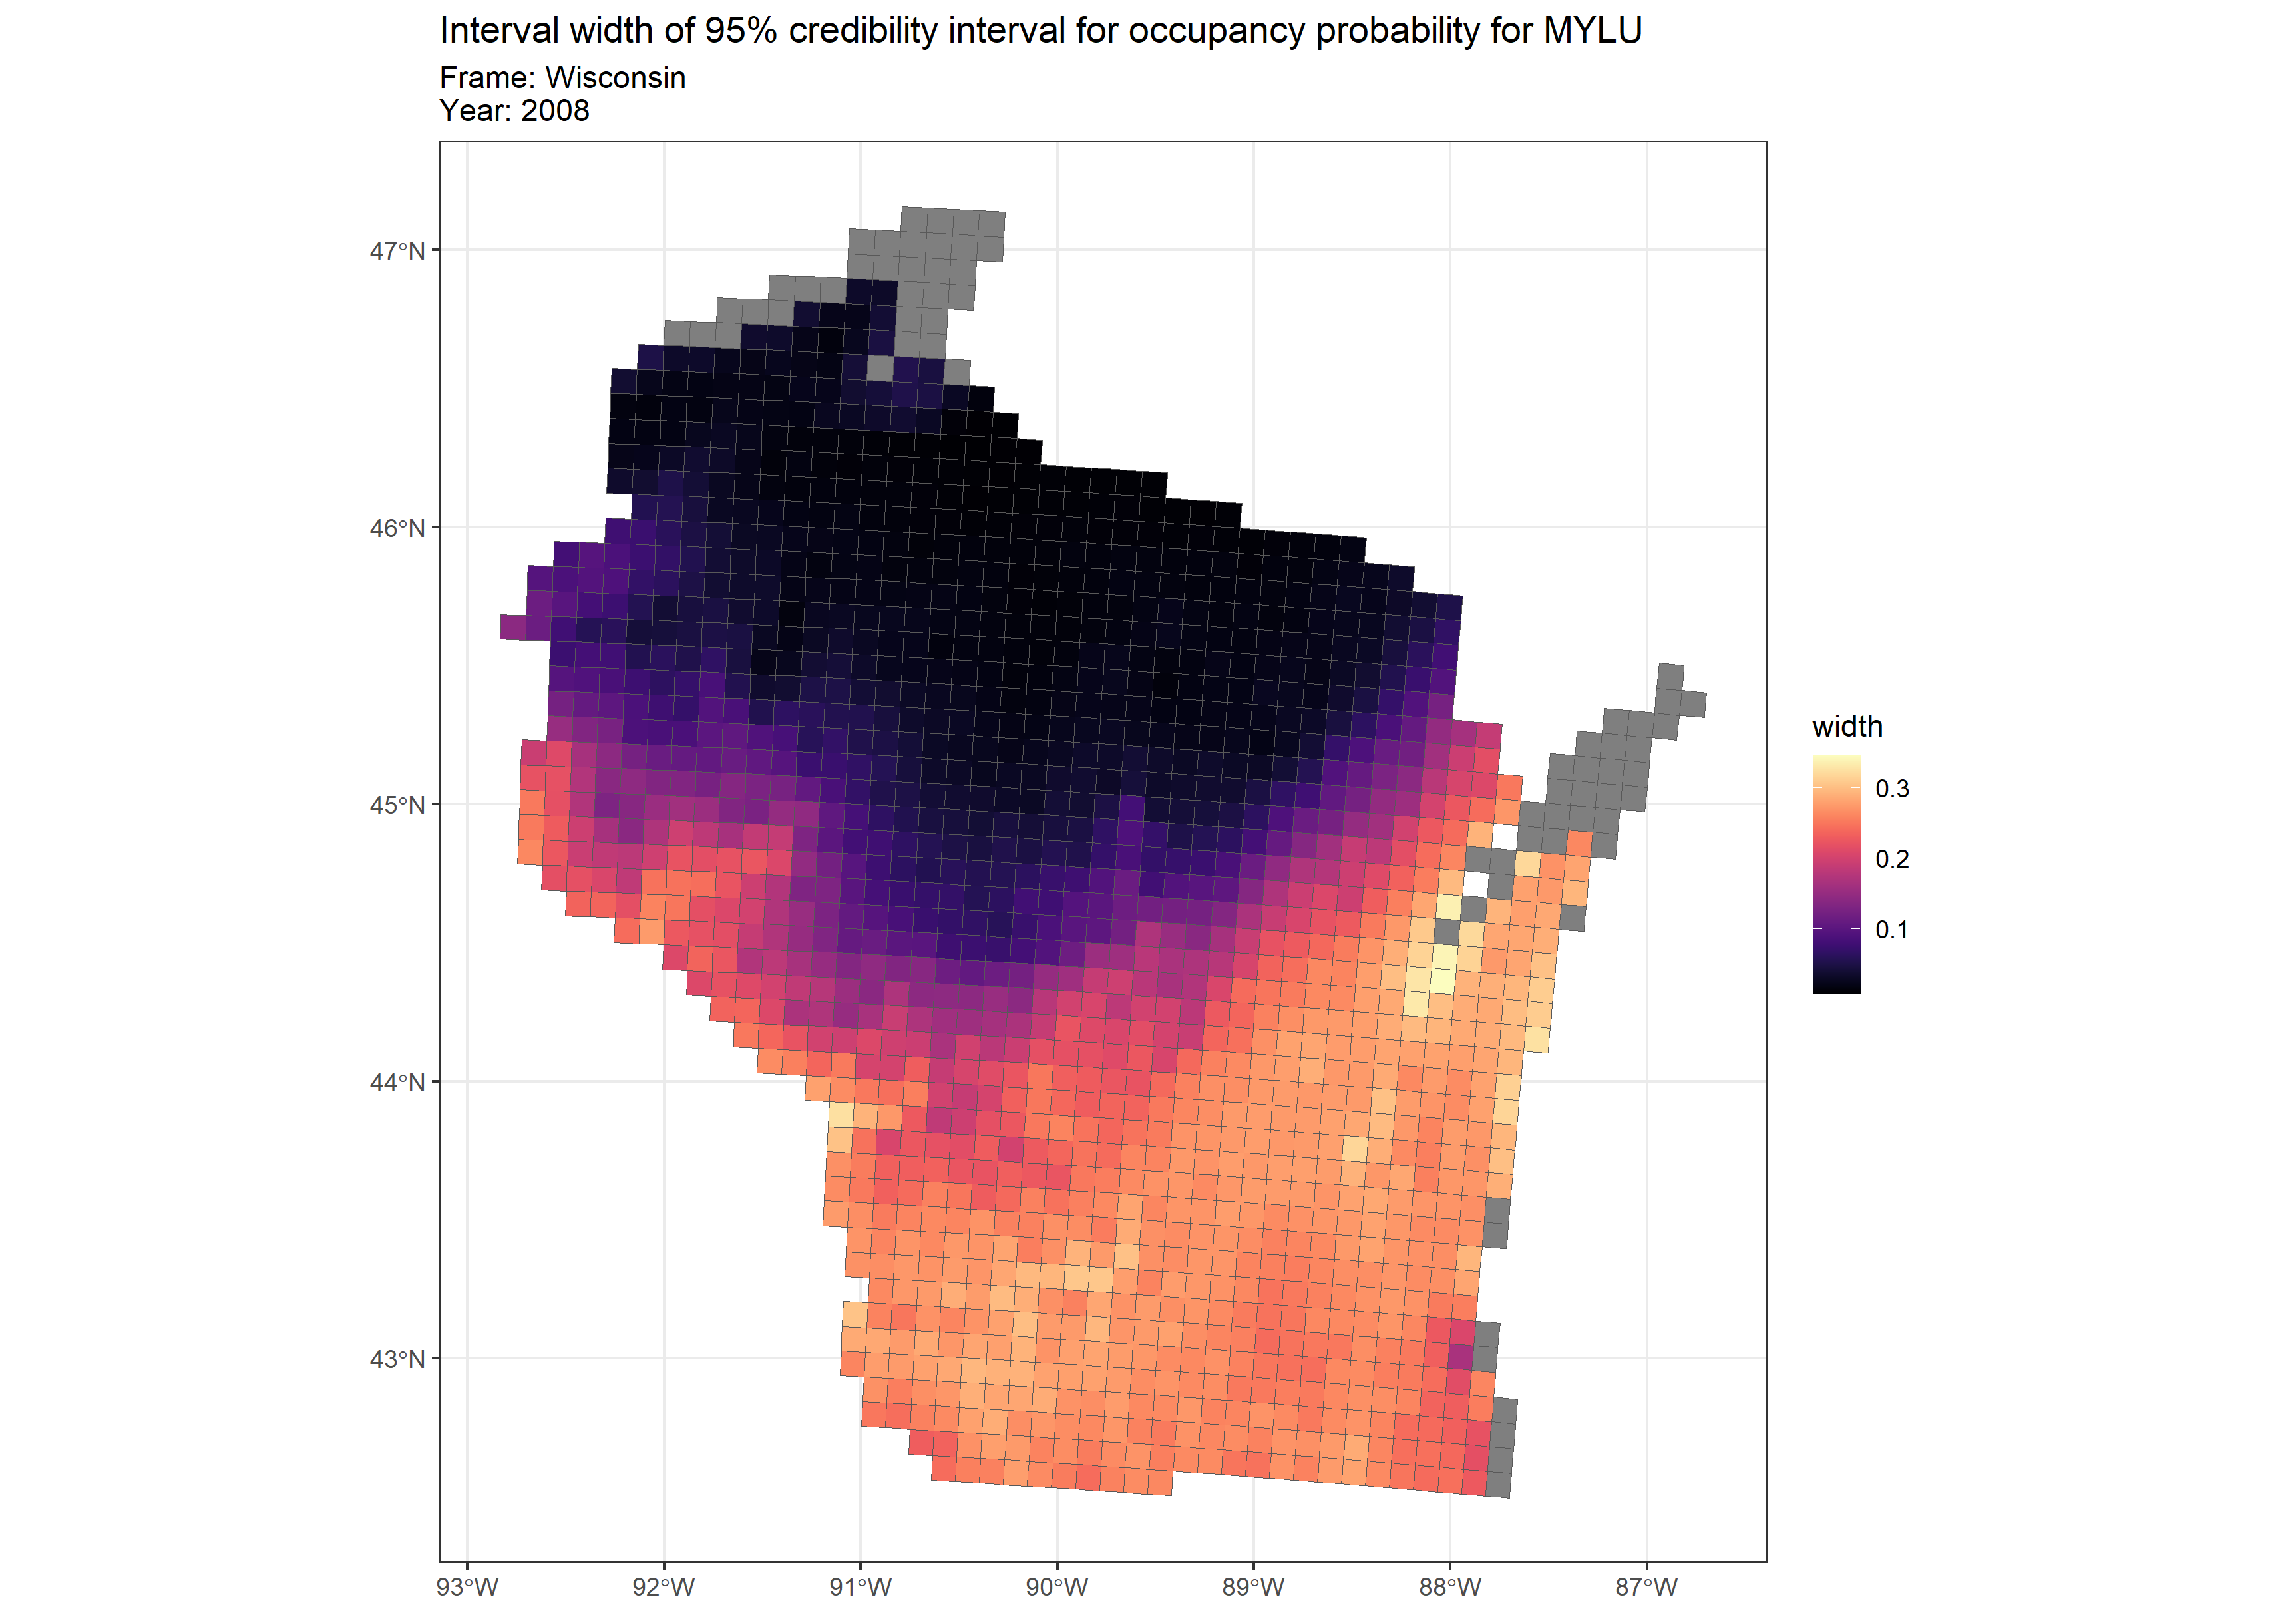 Interval width of 95% credibility interval for occupancy probability for MYLU
Frame: Wisconsin
Year: 2008
47°N
46°N
45°N
44°N
43°N
93°W 92°W 91°W 90°W 89°W 88°W 87°W
width
0.3
0.2
0.1